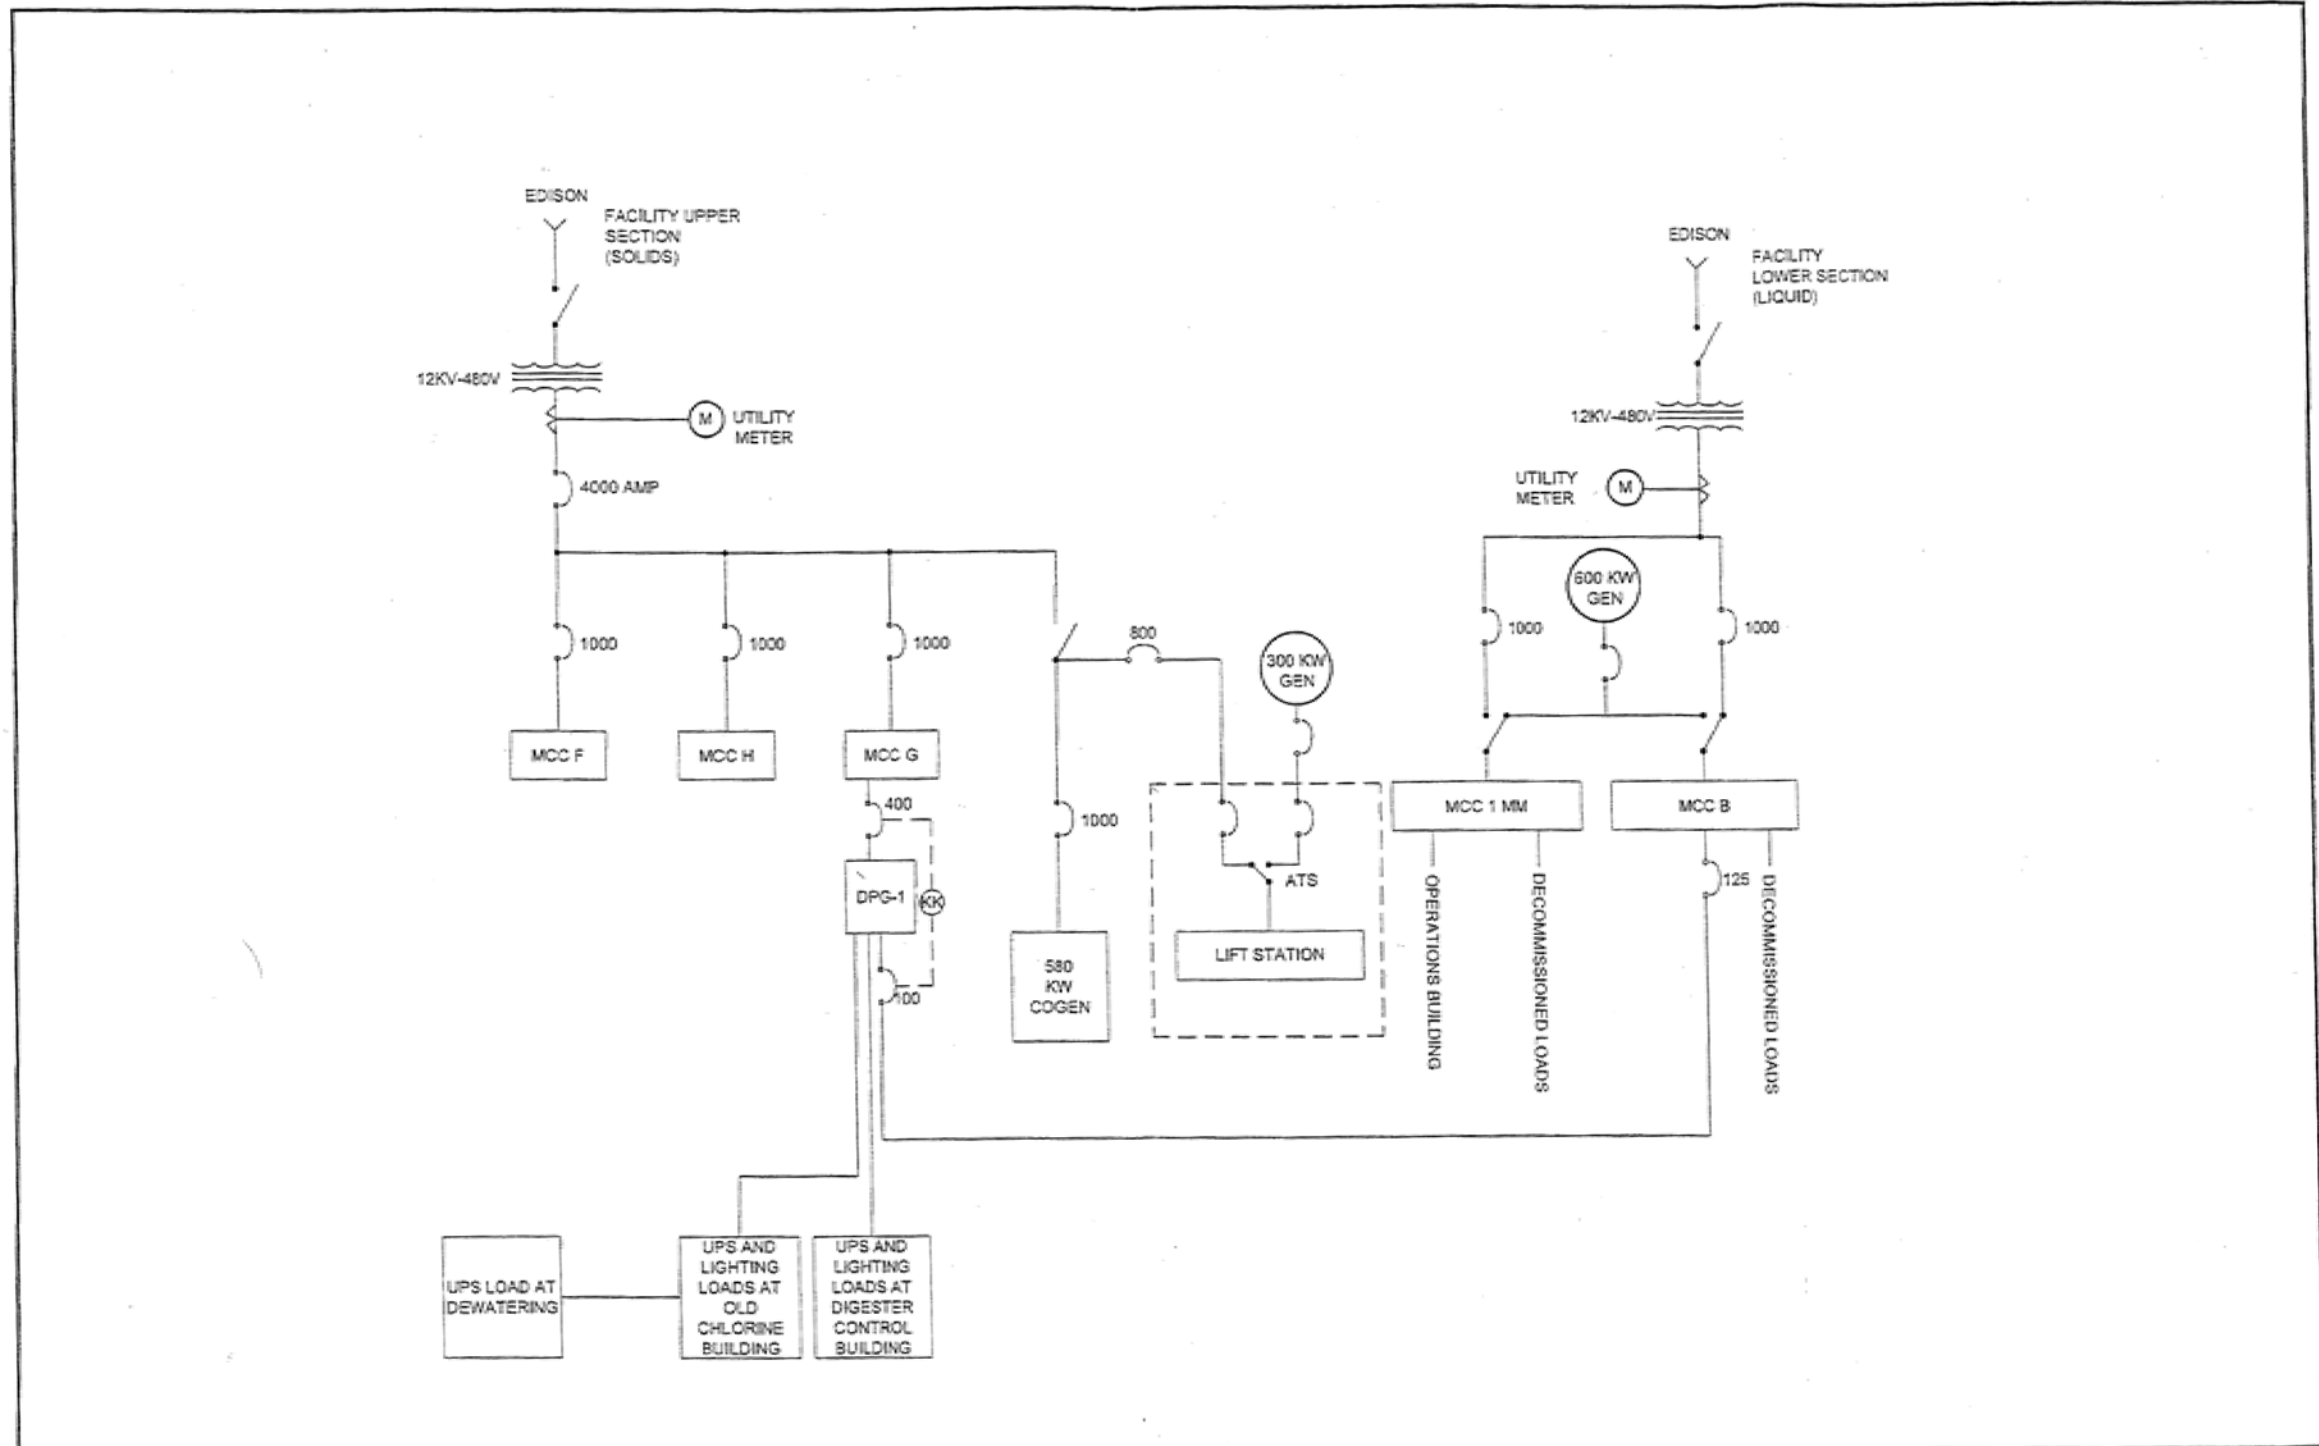 EDISON
FACILITY UPPER
SECTION
(SOLIDS)
12KV-480V
M
UTILITY
METER
4000 AMP
1000
1000
1000
MCC F
MCC H
MCC G
400
DPG-1
KK
100
800
300 KW
GEN
1000
580
KW
COGEN
ATS
LIFT STATION
EDISON
FACILITY
LOWER SECTION
(LIQUID)
12KV-480V
UTILITY
METER
M
600 KW
GEN
1000
1000
MCC 1 MM
MCC B
125
OPERATIONS BUILDING
DECOMMISSIONED LOADS
DECOMMISSIONED LOADS
UPS LOAD AT
DEWATERING
UPS AND
LIGHTING
LOADS AT
OLD
CHLORINE
BUILDING
UPS AND
LIGHTING
LOADS AT
DIGESTER
CONTROL
BUILDING